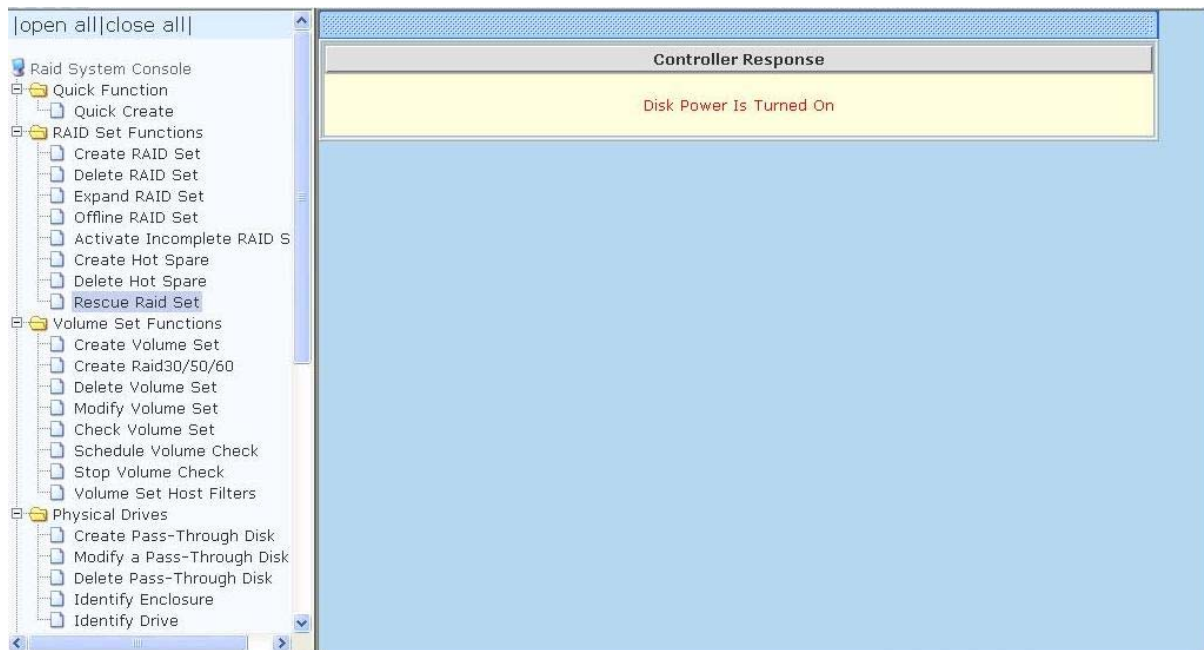 |open all|close all|
Raid System Console
Quick Function
Quick Create
RAID Set Functions
Create RAID Set
Delete RAID Set
Expand RAID Set
Offline RAID Set
Activate Incomplete RAID S
Create Hot Spare
Delete Hot Spare
Rescue Raid Set
Volume Set Functions
Create Volume Set
Create Raid30/50/60
Delete Volume Set
Modify Volume Set
Check Volume Set
Schedule Volume Check
Stop Volume Check
Volume Set Host Filters
Physical Drives
Create Pass-Through Disk
Modify a Pass-Through Disk
Delete Pass-Through Disk
Identify Enclosure
Identify Drive
Controller Response
Disk Power Is Turned On